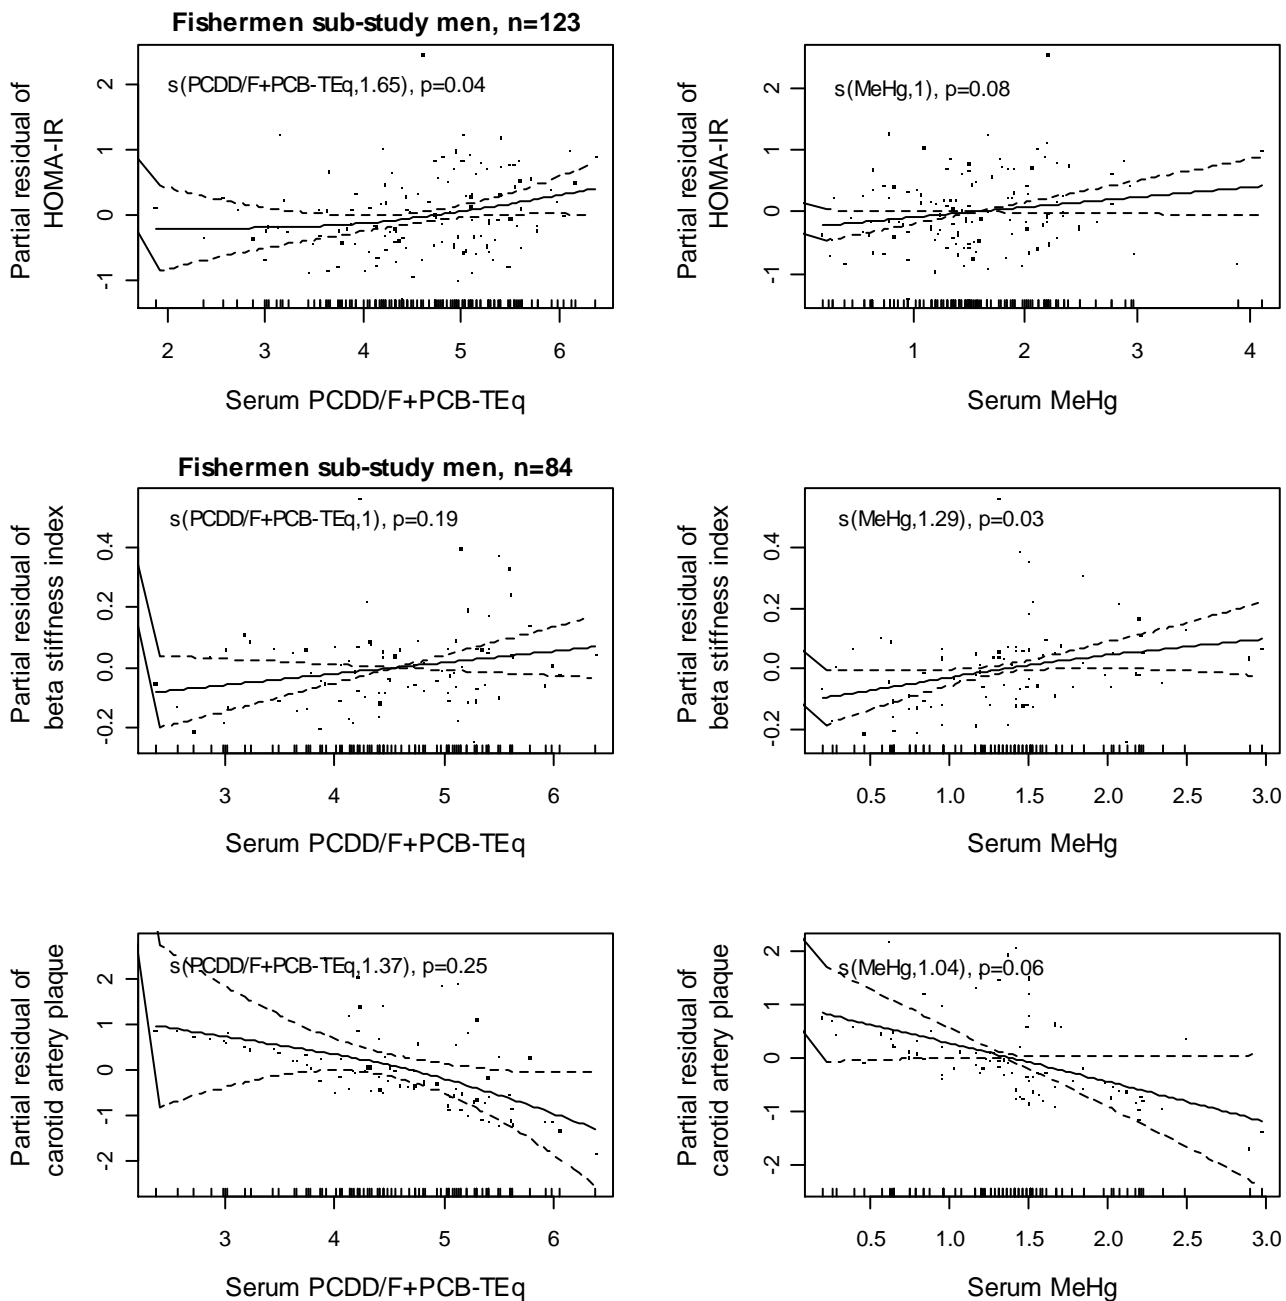 Fishermen sub-study men, n=123
Partial residual of
HOMA-IR
2
1
0
-1
s(PCDD/F+PCB-TEq,1.65), p=0.04
2
3
4
5
6
Serum PCDD/F+PCB-TEq
Partial residual of
HOMA-IR
2
1
0
-1
s(MeHg,1), p=0.08
1
2
3
4
Serum MeHg
Fishermen sub-study men, n=84
Partial residual of
beta stiffness index
0.4
0.2
0.0
-0.2
s(PCDD/F+PCB-TEq,1), p=0.19
3
4
5
6
Serum PCDD/F+PCB-TEq
Partial residual of
beta stiffness index
0.4
0.2
0.0
-0.2
s(MeHg,1.29), p=0.03
0.5
1.0
1.5
2.0
2.5
3.0
Serum MeHg
Partial residual of
carotid artery plaque
2
1
0
-1
-2
s(PCDD/F+PCB-TEq,1.37), p=0.25
3
4
5
6
Serum PCDD/F+PCB-TEq
Partial residual of
carotid artery plaque
2
1
0
-1
-2
s(MeHg,1.04), p=0.06
0.5
1.0
1.5
2.0
2.5
3.0
Serum MeHg